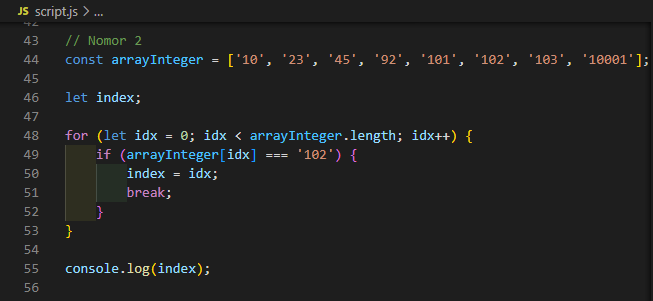 JS script.js > ...
42
43 // Nomor 2
44 const arrayInteger = ['10', '23', '45', '92', '101', '102', '103', '10001'];
45
46 let index;
47
48 for (let idx = 0; idx < arrayInteger.length; idx++) {
49     if (arrayInteger[idx] === '102') {
50         index = idx;
51         break;
52     }
53 }
54
55 console.log(index);
56